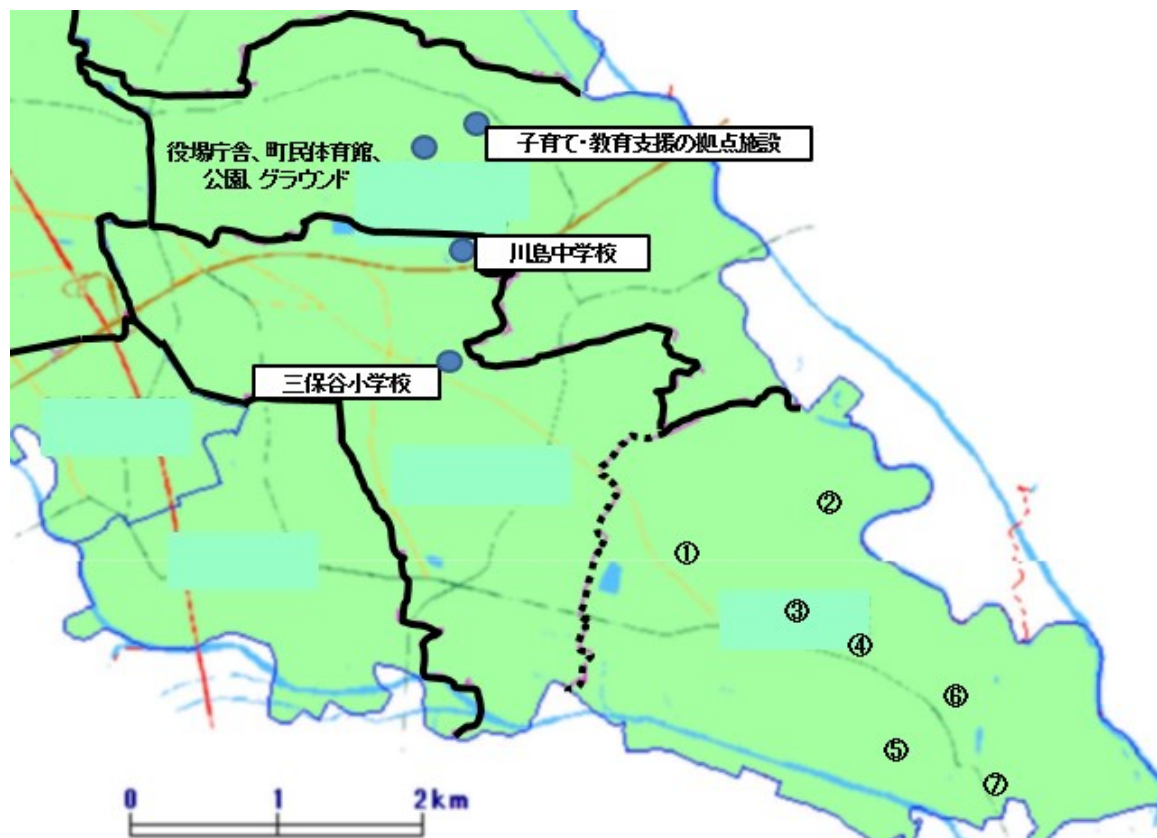 子育て・教育支援の拠点施設
役場庁舎、町民体育館、
公園、グラウンド
川島中学校
三保谷小学校
②
①
③
④
⑥
⑤
⑦
0 1 2km